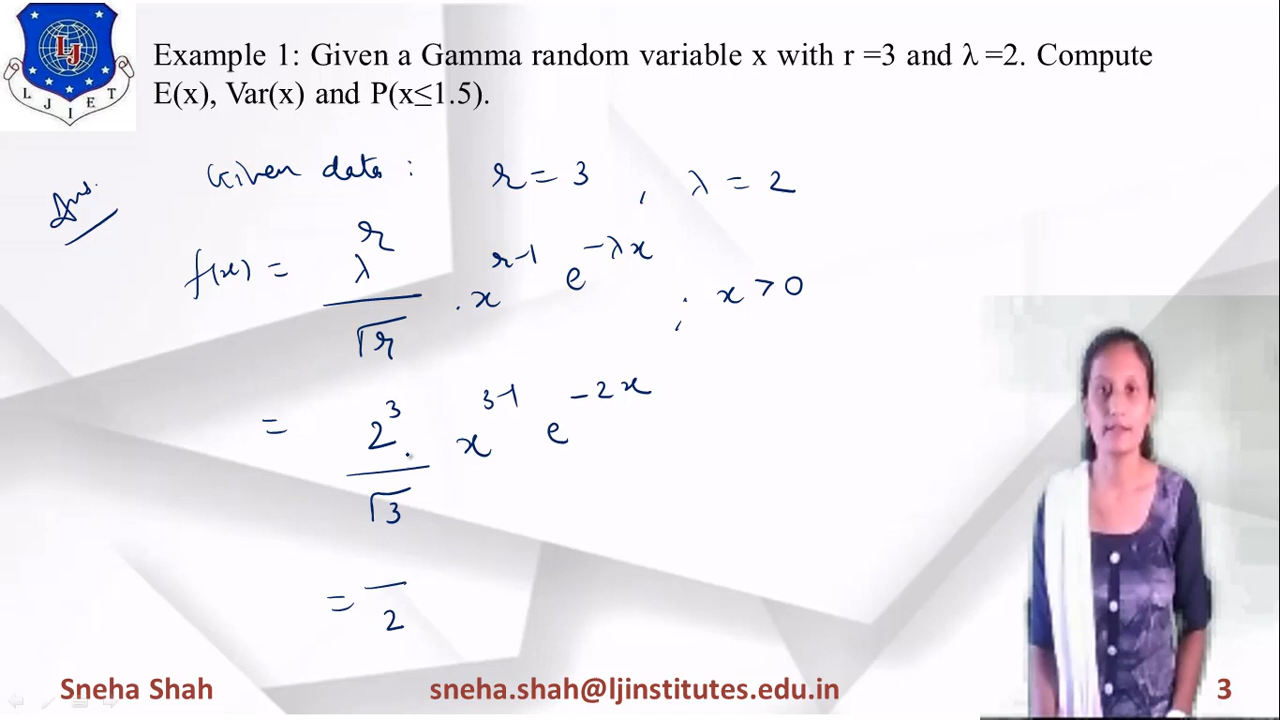 LJ
L J I E T
Example 1: Given a Gamma random variable x with r =3 and λ =2. Compute
E(x), Var(x) and P(x≤1.5).
Ans.
Given data : r = 3 , λ = 2
f(x) = λ^r / Γr . x^(r-1) e^(-λx) ; x > 0
= 2^3 / Γ3 . x^(3-1) e^(-2x)
= — / 2
Sneha Shah sneha.shah@ljinstitutes.edu.in 3